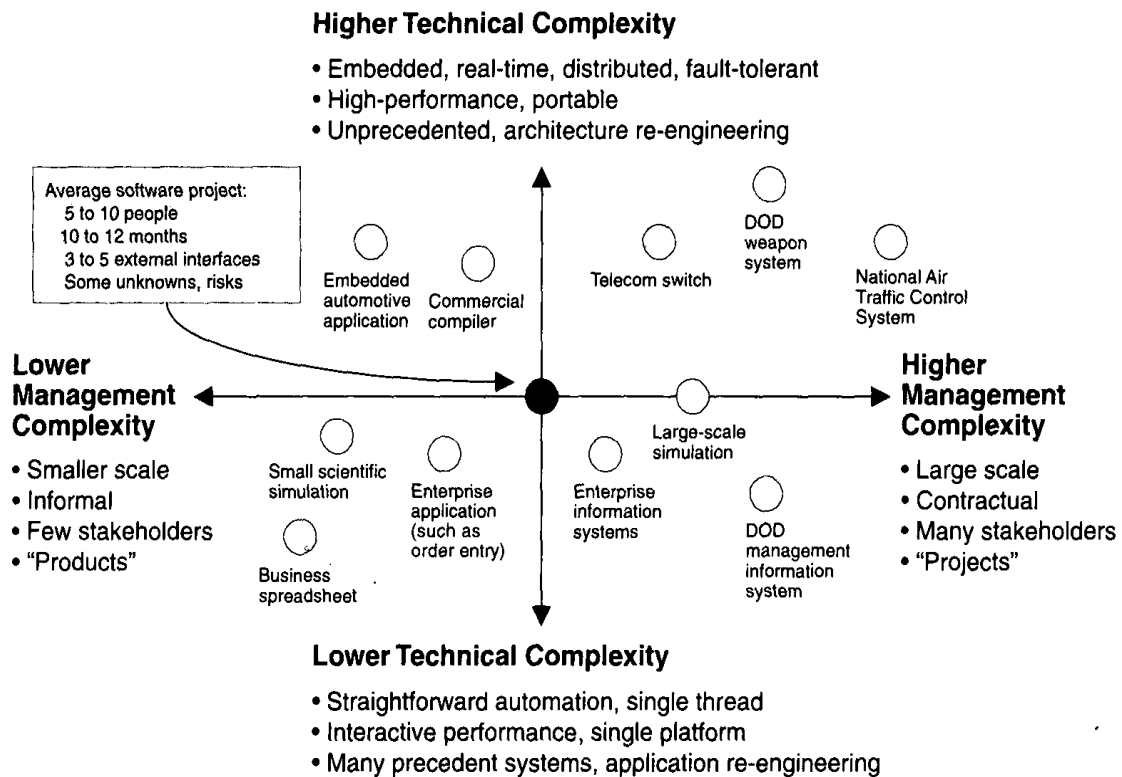 Higher Technical Complexity
• Embedded, real-time, distributed, fault-tolerant
• High-performance, portable
• Unprecedented, architecture re-engineering
Average software project:
5 to 10 people
10 to 12 months
3 to 5 external interfaces
Some unknowns, risks
Embedded
automotive
application
Commercial
compiler
Telecom switch
DOD
weapon
system
National Air
Traffic Control
System
Lower
Management
Complexity
• Smaller scale
• Informal
• Few stakeholders
• “Products”
Small scientific
simulation
Business
spreadsheet
Enterprise
application
(such as
order entry)
Enterprise
information
systems
Large-scale
simulation
DOD
management
information
system
Higher
Management
Complexity
• Large scale
• Contractual
• Many stakeholders
• “Projects”
Lower Technical Complexity
• Straightforward automation, single thread
• Interactive performance, single platform
• Many precedent systems, application re-engineering